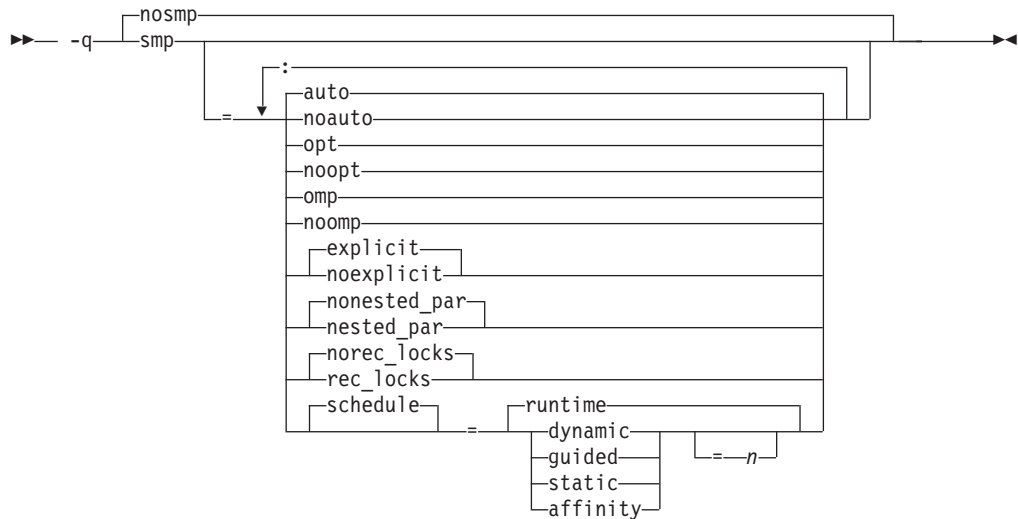 nosmp
-q smp
:
auto
= noauto
opt
noopt
omp
noomp
explicit
noexplicit
nonested_par
nested_par
norec_locks
rec_locks
schedule = runtime
dynamic = n
guided
static
affinity